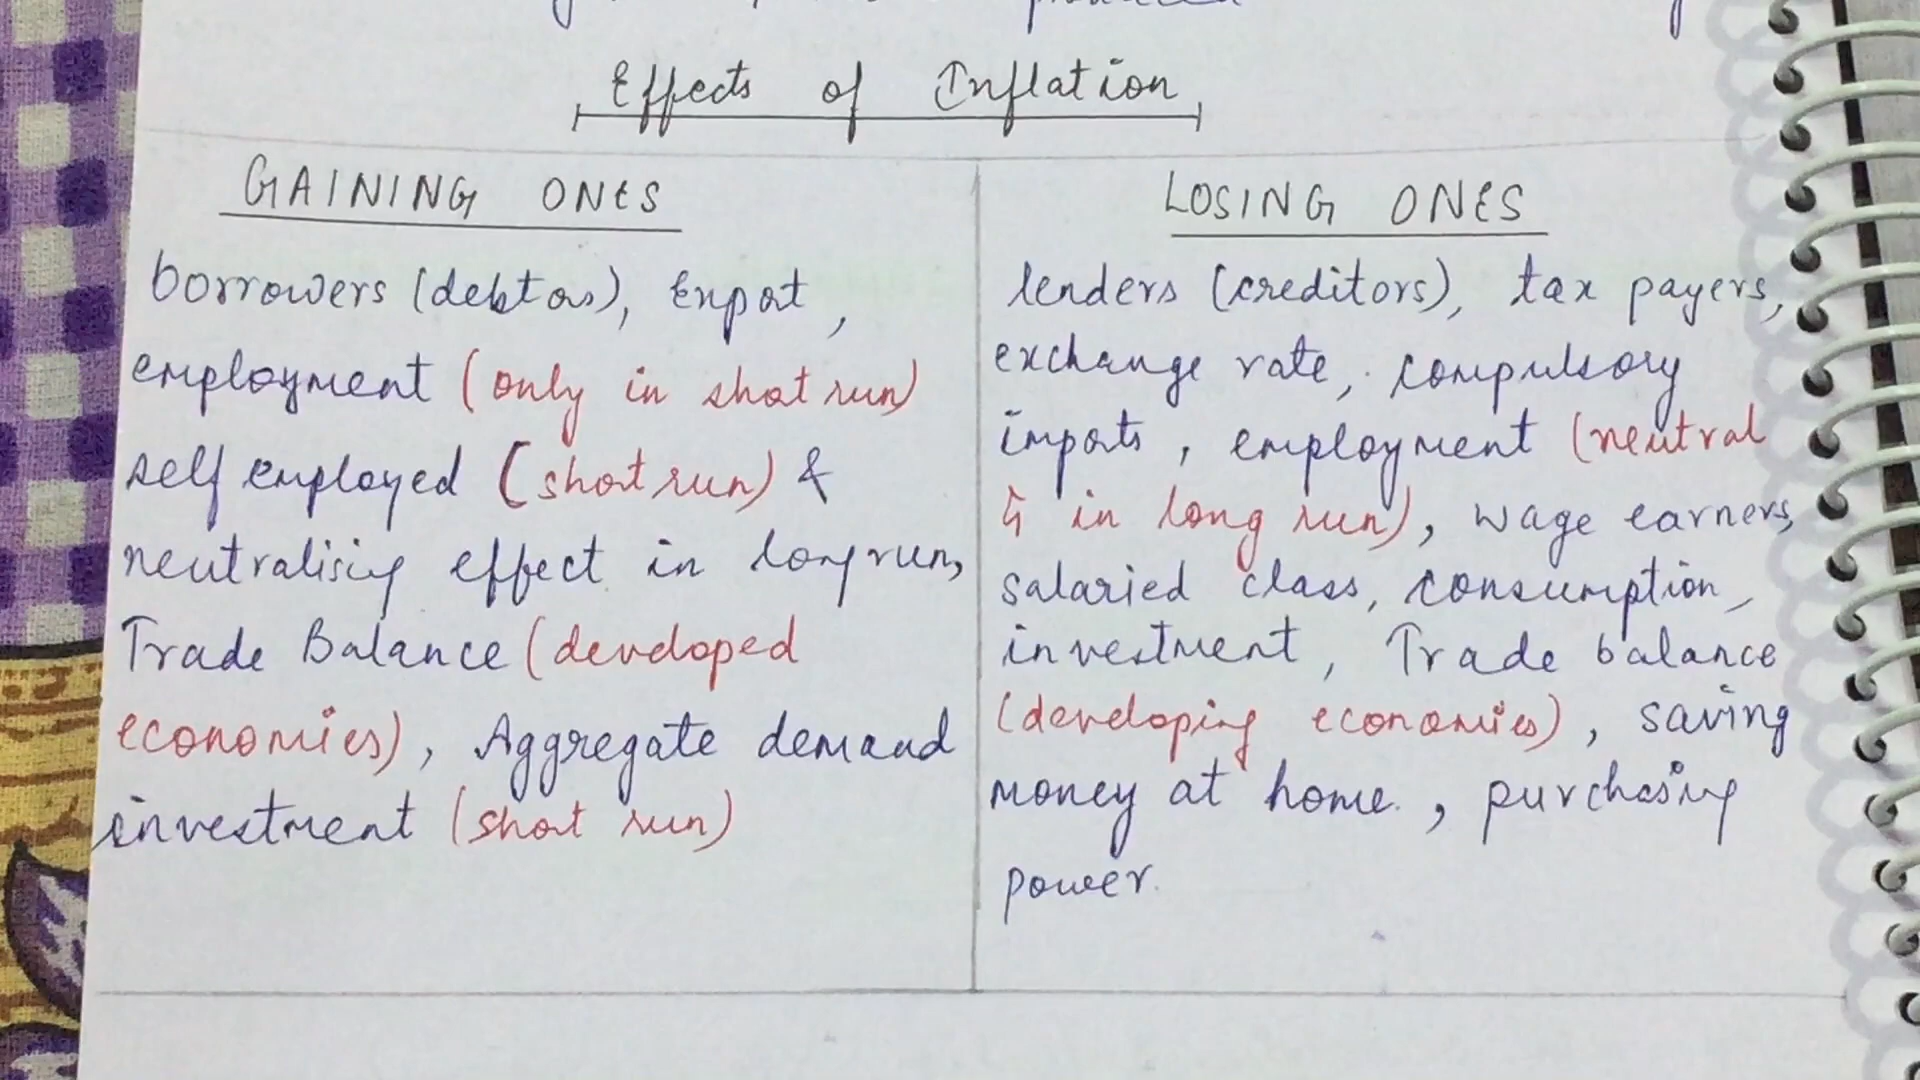 Effects of Inflation
GAINING ONES
borrowers (debtors), Export,
employment (only in short run)
self employed (short run) &
neutralising effect in long run,
Trade Balance (developed
economies), Aggregate demand
investment (short run)
LOSING ONES
lenders (creditors), tax payers,
exchange rate, compulsory
imports, employment (neutral
↳ in long run), wage earners,
salaried class, consumption,
investment, Trade balance
(developing economies), saving
money at home, purchasing
power.